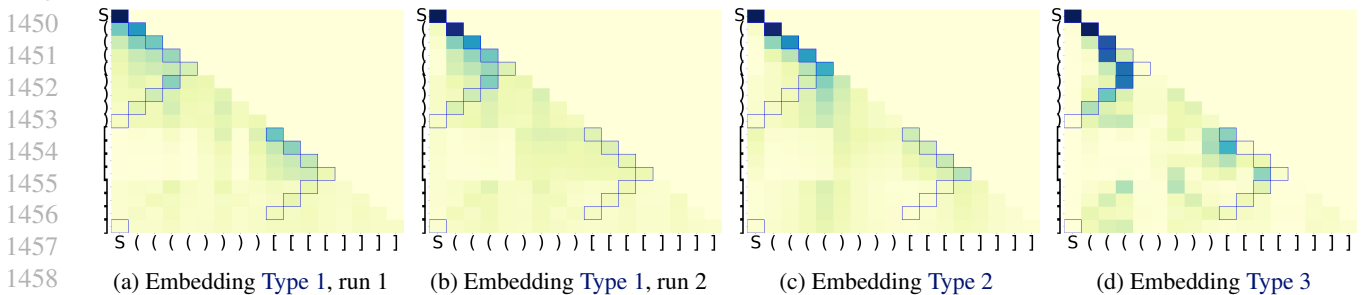 1450
1451
1452
1453
1454
1455
1456
1457
1458
S
(
(
(
(
)
)
)
)
[
[
[
[
]
]
]
]
S ( ( ( ( ) ) ) ) [ [ [ [ ] ] ] ]
(a) Embedding Type 1, run 1
S
S ( ( ( ( ) ) ) ) [ [ [ [ ] ] ] ]
(b) Embedding Type 1, run 2
S
S ( ( ( ( ) ) ) ) [ [ [ [ ] ] ] ]
(c) Embedding Type 2
S
S ( ( ( ( ) ) ) ) [ [ [ [ ] ] ] ]
(d) Embedding Type 3